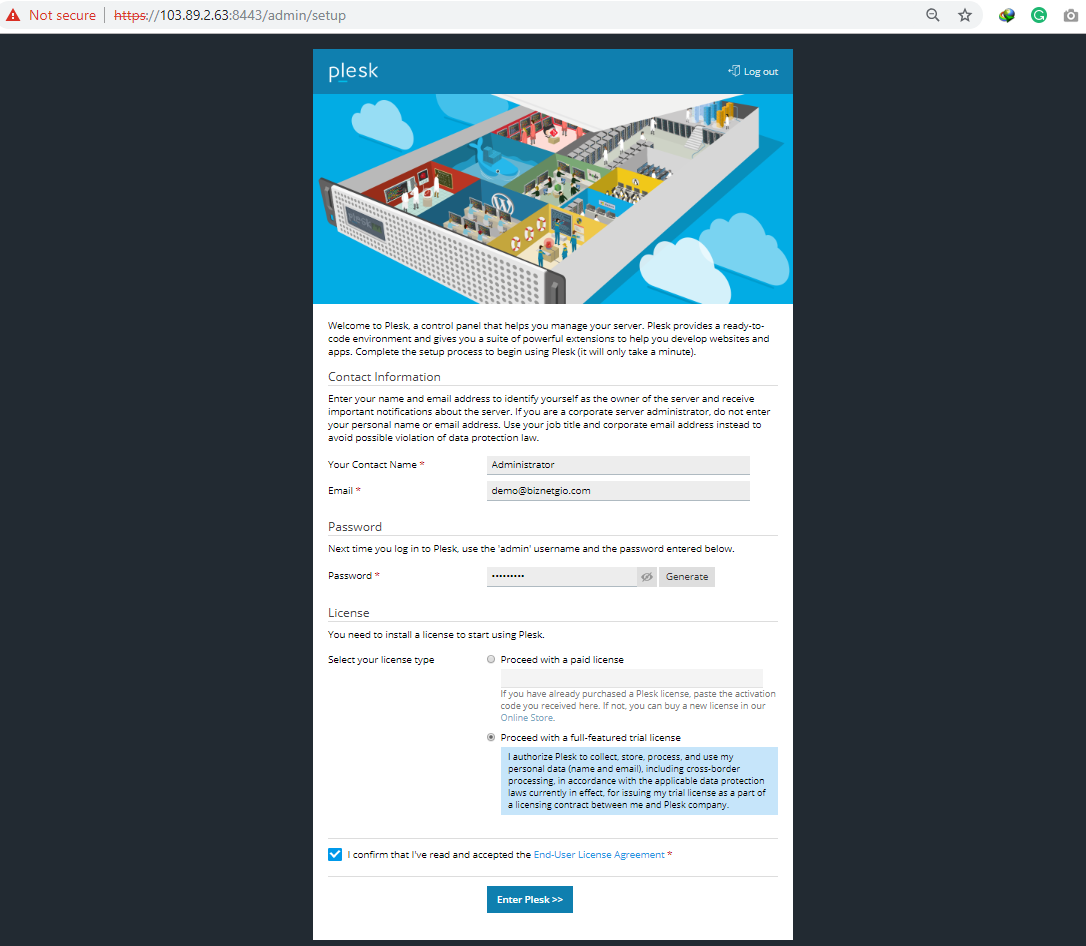 Not secure https://103.89.2.63:8443/admin/setup
plesk Log out
plesk
Welcome to Plesk, a control panel that helps you manage your server. Plesk provides a ready-to-
code environment and gives you a suite of powerful extensions to help you develop websites and
apps. Complete the setup process to begin using Plesk (it will only take a minute).
Contact Information
Enter your name and email address to identify yourself as the owner of the server and receive
important notifications about the server. If you are a corporate server administrator, do not enter
your personal name or email address. Use your job title and corporate email address instead to
avoid possible violation of data protection law.
Your Contact Name * Administrator
Email * demo@biznetgio.com
Password
Next time you log in to Plesk, use the 'admin' username and the password entered below.
Password * ••••••••• Generate
License
You need to install a license to start using Plesk.
Select your license type Proceed with a paid license
If you have already purchased a Plesk license, paste the activation
code you received here. If not, you can buy a new license in our
Online Store.
Proceed with a full-featured trial license
I authorize Plesk to collect, store, process, and use my
personal data (name and email), including cross-border
processing, in accordance with the applicable data protection
laws currently in effect, for issuing my trial license as a part of
a licensing contract between me and Plesk company.
I confirm that I've read and accepted the End-User License Agreement *
Enter Plesk >>